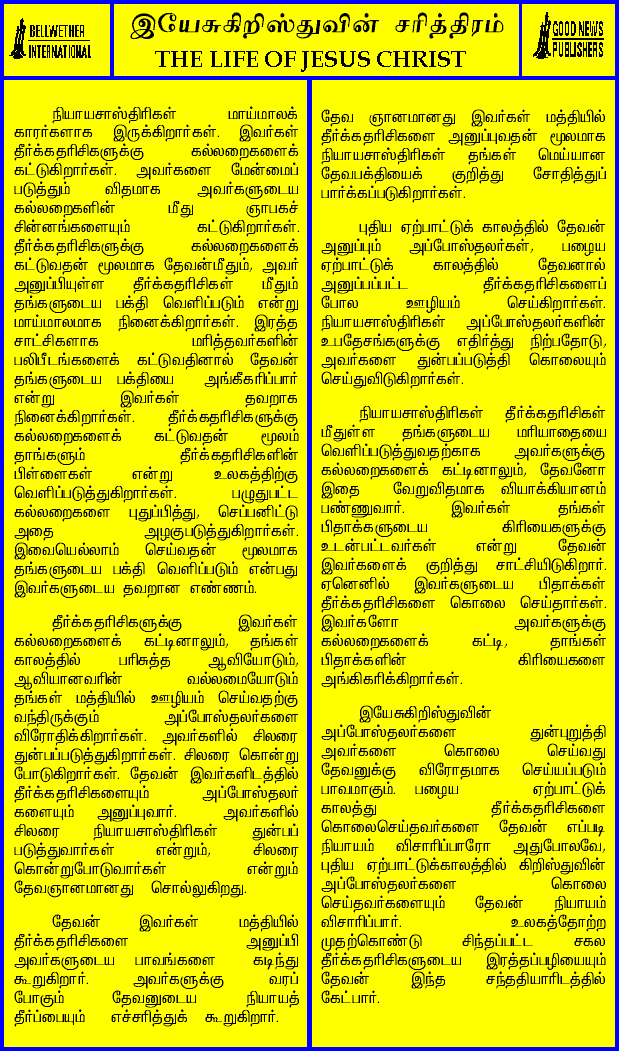 BELLWETHER
INTERNATIONAL
இயேசுகிறிஸ்துவின் சரித்திரம்
THE LIFE OF JESUS CHRIST
GOOD NEWS
PUBLISHERS
நியாயசாஸ்திரிகள் மாய்மாலக்
காரர்களாக இருக்கிறார்கள். இவர்கள்
தீர்க்கதரிசிகளுக்கு கல்லறைகளைக்
கட்டுகிறார்கள். அவர்களை மேன்மைப்
படுத்தும் விதமாக அவர்களுடைய
கல்லறைகளின் மீது ஞாபகச்
சின்னங்களையும் கட்டுகிறார்கள்.
தீர்க்கதரிசிகளுக்கு கல்லறைகளைக்
கட்டுவதன் மூலமாக தேவன்மீதும், அவர்
அனுப்பியுள்ள தீர்க்கதரிசிகள் மீதும்
தங்களுடைய பக்தி வெளிப்படும் என்று
மாய்மாலமாக நினைக்கிறார்கள். இரத்த
சாட்சிகளாக மரித்தவர்களின்
பலிபீடங்களைக் கட்டுவதினால் தேவன்
தங்களுடைய பக்தியை அங்கீகரிப்பார்
என்று இவர்கள் தவறாக
நினைக்கிறார்கள். தீர்க்கதரிசிகளுக்கு
கல்லறைகளைக் கட்டுவதன் மூலம்
தாங்களும் தீர்க்கதரிசிகளின்
பிள்ளைகள் என்று உலகத்திற்கு
வெளிப்படுத்துகிறார்கள். பழுதுபட்ட
கல்லறைகளை புதுப்பித்து, செப்பனிட்டு
அதை அழகுபடுத்துகிறார்கள்.
இவையெல்லாம் செய்வதன் மூலமாக
தங்களுடைய பக்தி வெளிப்படும் என்பது
இவர்களுடைய தவறான எண்ணம்.
தீர்க்கதரிசிகளுக்கு இவர்கள்
கல்லறைகளைக் கட்டினாலும், தங்கள்
காலத்தில் பரிசுத்த ஆவியோடும்,
ஆவியானவரின் வல்லமையோடும்
தங்கள் மத்தியில் ஊழியம் செய்வதற்கு
வந்திருக்கும் அப்போஸ்தலர்களை
விரோதிக்கிறார்கள். அவர்களில் சிலரை
துன்பப்படுத்துகிறார்கள். சிலரை கொன்று
போடுகிறார்கள். தேவன் இவர்களிடத்தில்
தீர்க்கதரிசிகளையும் அப்போஸ்தலர்
களையும் அனுப்புவார். அவர்களில்
சிலரை நியாயசாஸ்திரிகள் துன்பப்
படுத்துவார்கள் என்றும், சிலரை
கொன்றுபோடுவார்கள் என்றும்
தேவஞானமானது சொல்லுகிறது.
தேவன் இவர்கள் மத்தியில்
தீர்க்கதரிசிகளை அனுப்பி
அவர்களுடைய பாவங்களை கடிந்து
கூறுகிறார். அவர்களுக்கு வரப்
போகும் தேவனுடைய நியாயத்
தீர்ப்பையும் எச்சரித்துக் கூறுகிறார்.
தேவ ஞானமானது இவர்கள் மத்தியில்
தீர்க்கதரிசிகளை அனுப்புவதன் மூலமாக
நியாயசாஸ்திரிகள் தங்கள் மெய்யான
தேவபக்தியைக் குறித்து சோதித்துப்
பார்க்கப்படுகிறார்கள்.
புதிய ஏற்பாட்டுக் காலத்தில் தேவன்
அனுப்பும் அப்போஸ்தலர்கள், பழைய
ஏற்பாட்டுக் காலத்தில் தேவனால்
அனுப்பப்பட்ட தீர்க்கதரிசிகளைப்
போல ஊழியம் செய்கிறார்கள்.
நியாயசாஸ்திரிகள் அப்போஸ்தலர்களின்
உபதேசங்களுக்கு எதிர்த்து நிற்பதோடு,
அவர்களை துன்பப்படுத்தி கொலையும்
செய்துவிடுகிறார்கள்.
நியாயசாஸ்திரிகள் தீர்க்கதரிசிகள்
மீதுள்ள தங்களுடைய மரியாதையை
வெளிப்படுத்துவதற்காக அவர்களுக்கு
கல்லறைகளைக் கட்டினாலும், தேவனோ
இதை வேறுவிதமாக வியாக்கியானம்
பண்ணுவார். இவர்கள் தங்கள்
பிதாக்களுடைய கிரியைகளுக்கு
உடன்பட்டவர்கள் என்று தேவன்
இவர்களைக் குறித்து சாட்சியிடுகிறார்.
ஏனெனில் இவர்களுடைய பிதாக்கள்
தீர்க்கதரிசிகளை கொலை செய்தார்கள்.
இவர்களோ அவர்களுக்கு
கல்லறைகளைக் கட்டி, தாங்கள்
பிதாக்களின் கிரியைகளை
அங்கிகரிக்கிறார்கள்.
இயேசுகிறிஸ்துவின்
அப்போஸ்தலர்களை துன்புறுத்தி
அவர்களை கொலை செய்வது
தேவனுக்கு விரோதமாக செய்யப்படும்
பாவமாகும். பழைய ஏற்பாட்டுக்
காலத்து தீர்க்கதரிசிகளை
கொலைசெய்தவர்களை தேவன் எப்படி
நியாயம் விசாரிப்பாரோ அதுபோலவே,
புதிய ஏற்பாட்டுக்காலத்தில் கிறிஸ்துவின்
அப்போஸ்தலர்களை கொலை
செய்தவர்களையும் தேவன் நியாயம்
விசாரிப்பார். உலகத்தோற்ற
முதற்கொண்டு சிந்தப்பட்ட சகல
தீர்க்கதரிசிகளுடைய இரத்தப்பழியையும்
தேவன் இந்த சந்ததியாரிடத்தில்
கேட்பார்.